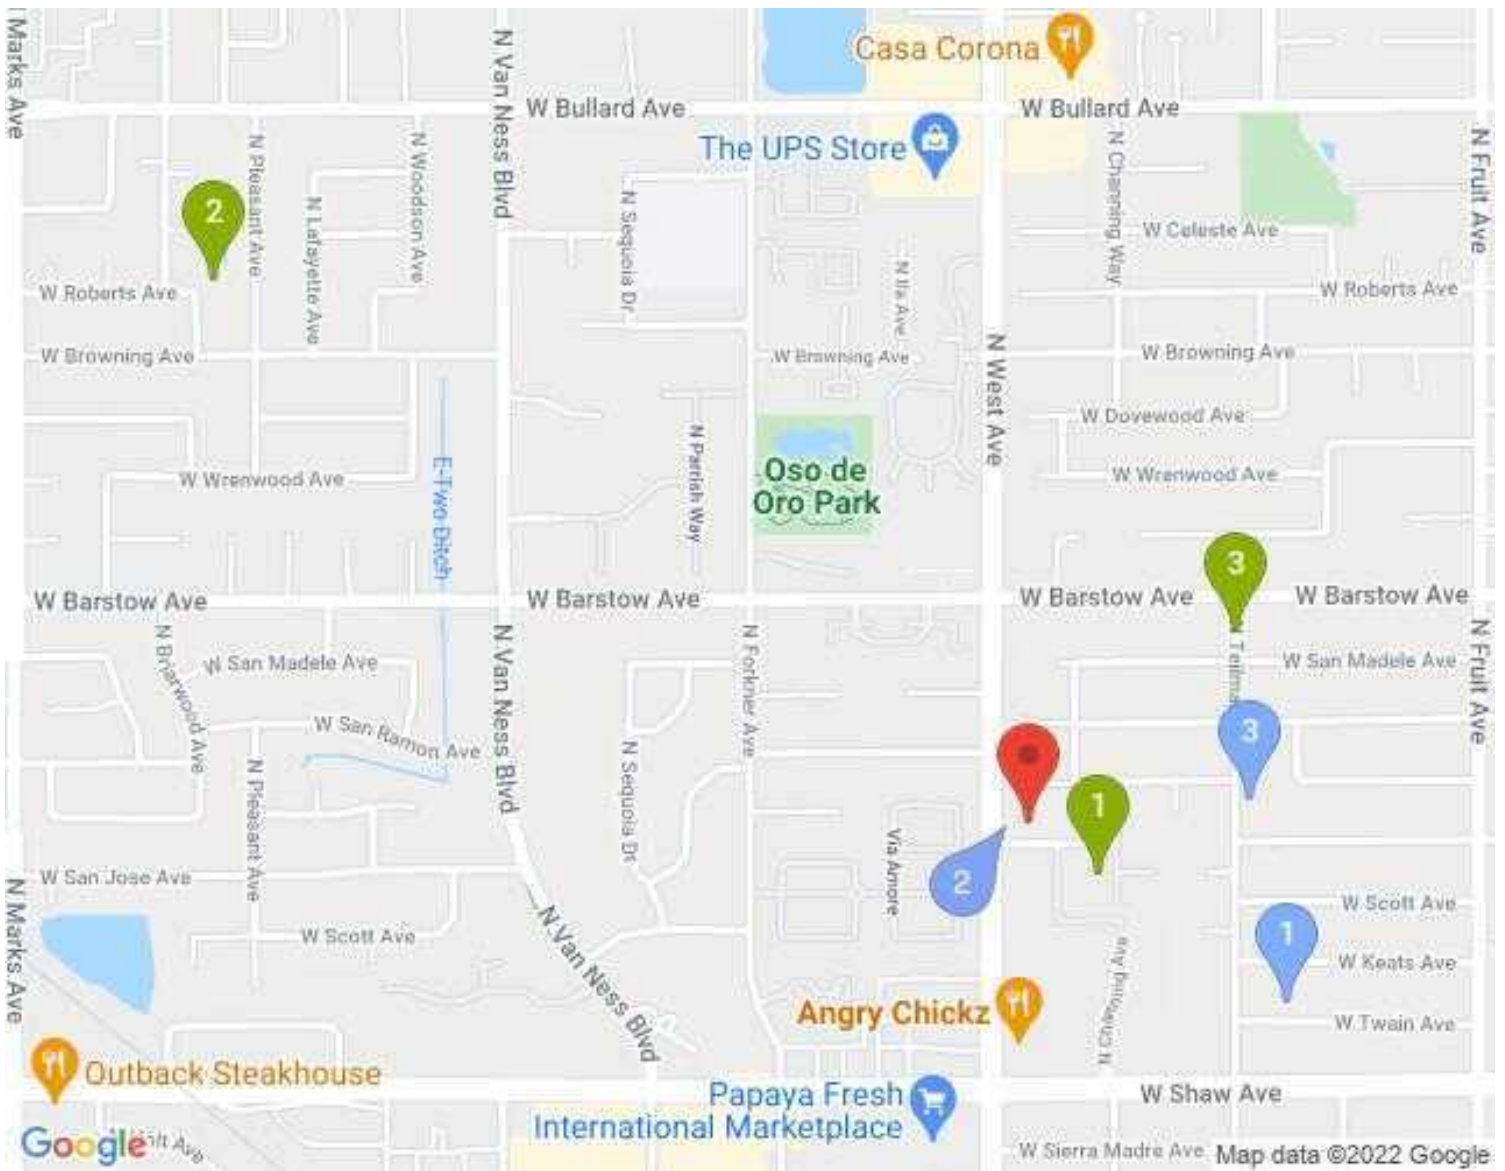 N Marks Ave
N Van Ness Blvd
Casa Corona
W Bullard Ave
W Bullard Ave
The UPS Store
N Pleasant Ave
N Woodson Ave
N Lafayette Ave
N Sequoia Dr
N Channing Way
N Fruit Ave
2
W Celeste Ave
W Roberts Ave
W Roberts Ave
N Ila Ave
W Browning Ave
W Browning Ave
W Browning Ave
N West Ave
W Dovewood Ave
N Parrish Way
Oso de
Oro Park
W Wrenwood Ave
W Wrenwood Ave
E-Two Ditch
3
W Barstow Ave
W Barstow Ave
W Barstow Ave
W Barstow Ave
N Briarwood Ave
W San Madele Ave
N Van Ness Blvd
N Forkner Ave
W San Madele Ave
N Fruit Ave
W San Ramon Ave
3
N Pleasant Ave
N Sequoia Dr
1
Via Amore
2
W San Jose Ave
N Marks Ave
W Scott Ave
W Scott Ave
1
N Van Ness Blvd
W Keats Ave
N Channing Ave
Angry Chickz
W Twain Ave
Outback Steakhouse
W Shaw Ave
Papaya Fresh
International Marketplace
Google
Ave
W Sierra Madre Ave
Map data ©2022 Google